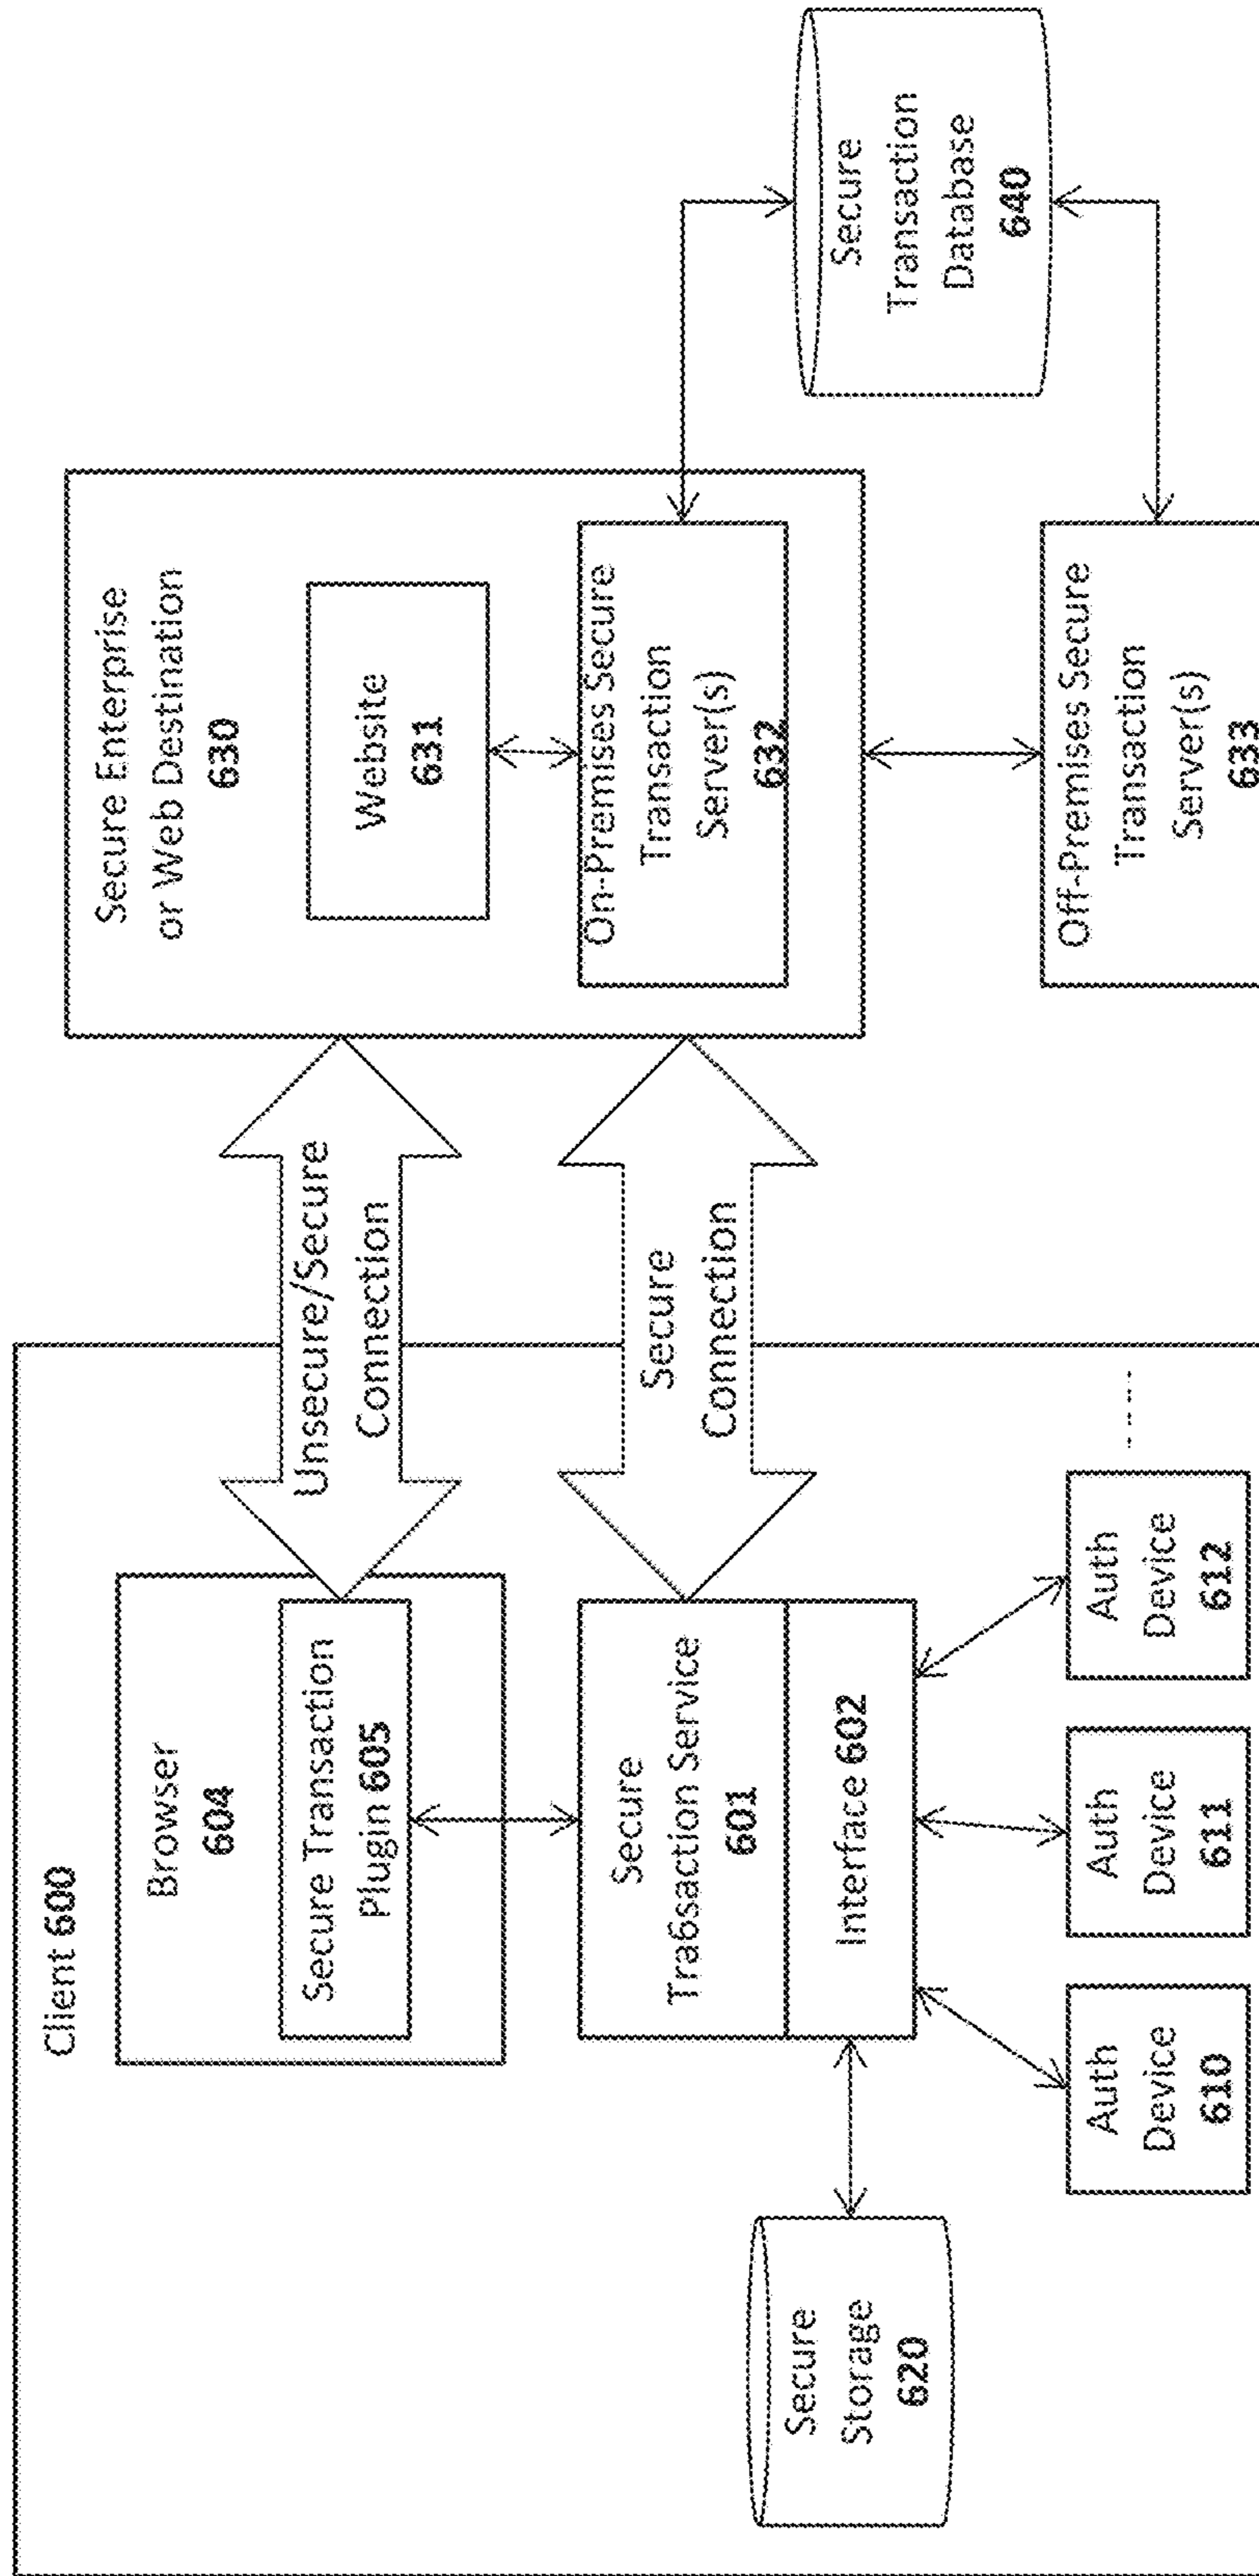 Client 600
Browser
604
Secure Transaction
Plugin 605
Secure
Tra6saction Service
601
Interface 602
Secure
Storage
620
Auth
Device
610
Auth
Device
611
Auth
Device
612
Unsecure/Secure
Connection
Secure
Connection
Secure Enterprise
or Web Destination
630
Website
631
On-Premises Secure
Transaction
Server(s)
632
Off-Premises Secure
Transaction
Server(s)
633
Secure
Transaction
Database
640